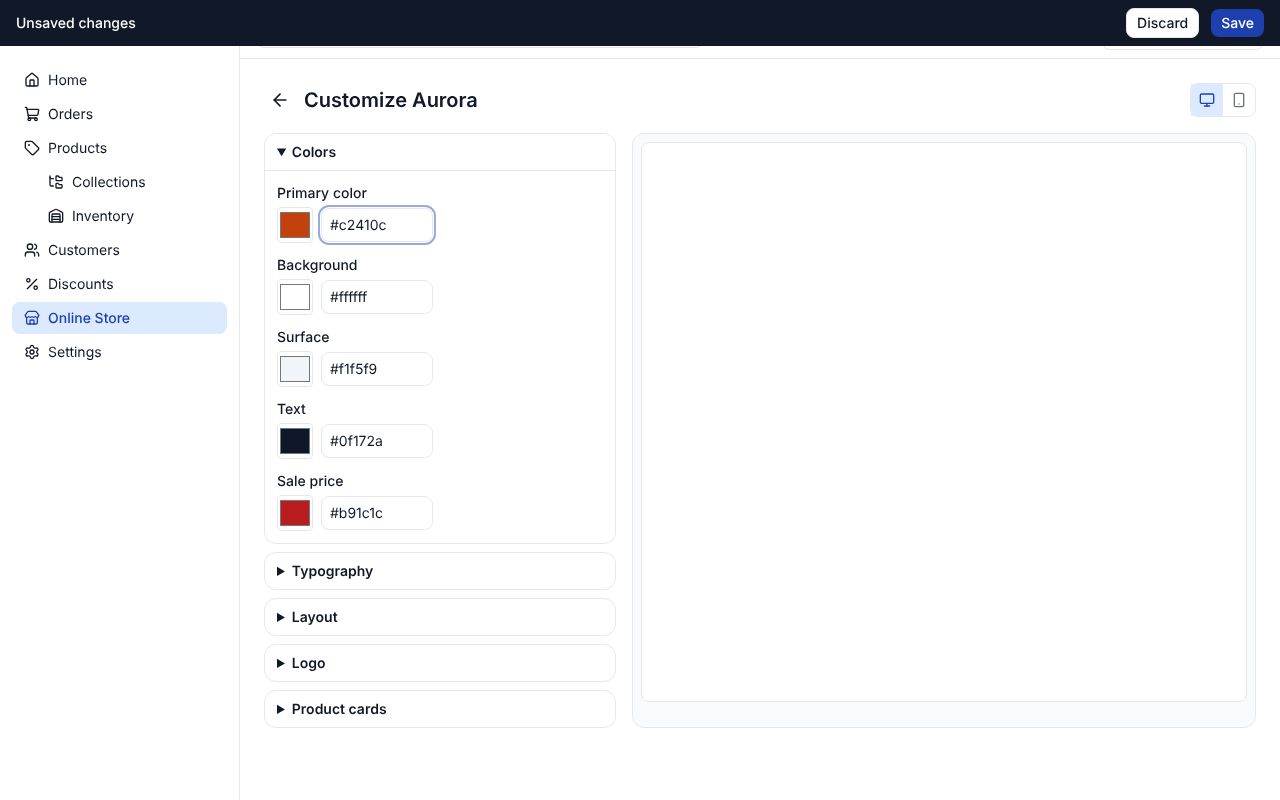 Unsaved changes
Discard
Save
Home
Orders
Products
Collections
Inventory
Customers
Discounts
Online Store
Settings
Customize Aurora
Colors
Primary color
#c2410c
Background
#ffffff
Surface
#f1f5f9
Text
#0f172a
Sale price
#b91c1c
Typography
Layout
Logo
Product cards